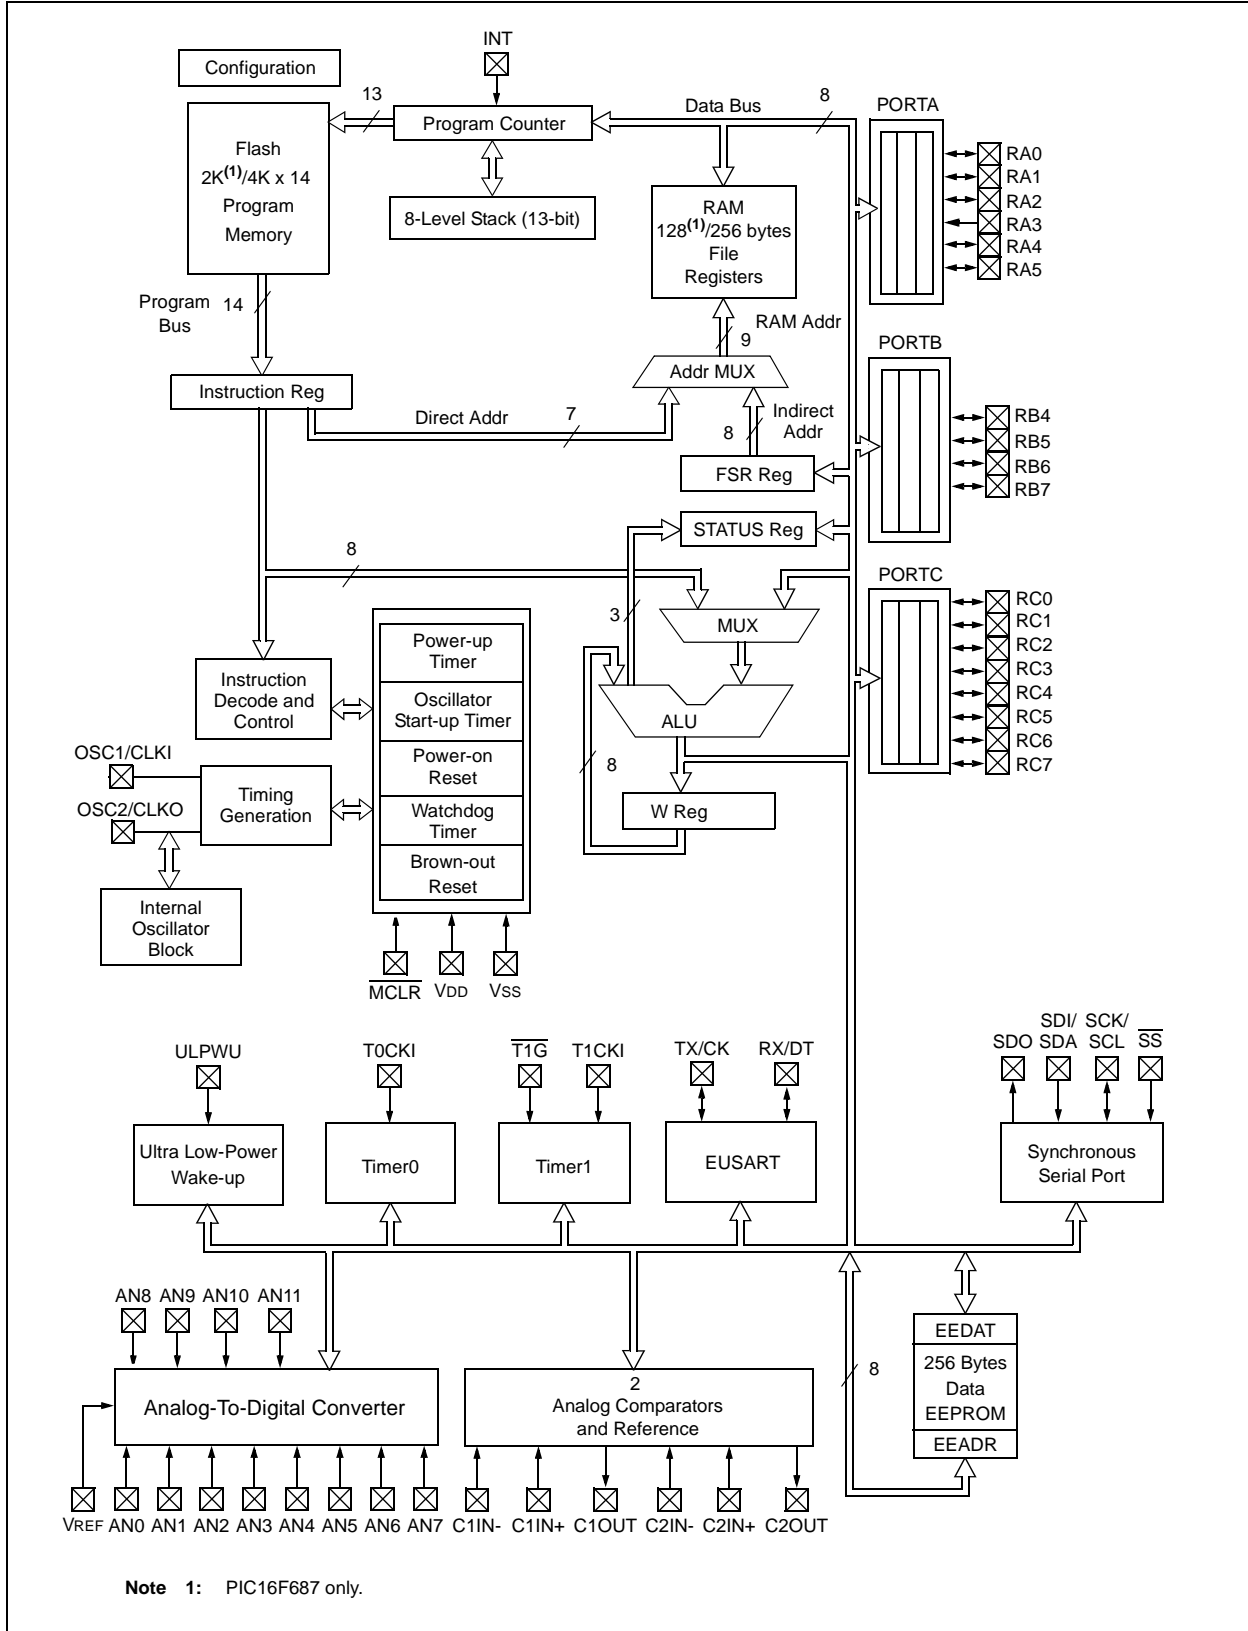 INT
Configuration
13
Program Counter
Data Bus
8
PORTA
Flash
2K(1)/4K x 14
Program
Memory
8-Level Stack (13-bit)
RAM
128(1)/256 bytes
File
Registers
RA0
RA1
RA2
RA3
RA4
RA5
Program
Bus
14
RAM Addr
9
PORTB
Addr MUX
Instruction Reg
Direct Addr
7
Indirect
Addr
8
FSR Reg
RB4
RB5
RB6
RB7
STATUS Reg
8
PORTC
3
MUX
RC0
RC1
RC2
RC3
RC4
RC5
RC6
RC7
Power-up
Timer
Oscillator
Start-up Timer
Power-on
Reset
Watchdog
Timer
Brown-out
Reset
Instruction
Decode and
Control
ALU
8
W Reg
OSC1/CLKI
OSC2/CLKO
Timing
Generation
Internal
Oscillator
Block
MCLR
VDD
VSS
ULPWU
T0CKI
T1G
T1CKI
TX/CK
RX/DT
SDO
SDI/
SDA
SCK/
SCL
SS
Ultra Low-Power
Wake-up
Timer0
Timer1
EUSART
Synchronous
Serial Port
AN8
AN9
AN10
AN11
Analog-To-Digital Converter
2
Analog Comparators
and Reference
8
EEDAT
256 Bytes
Data
EEPROM
EEADR
VREF
AN0
AN1
AN2
AN3
AN4
AN5
AN6
AN7
C1IN-
C1IN+
C1OUT
C2IN-
C2IN+
C2OUT
Note 1: PIC16F687 only.